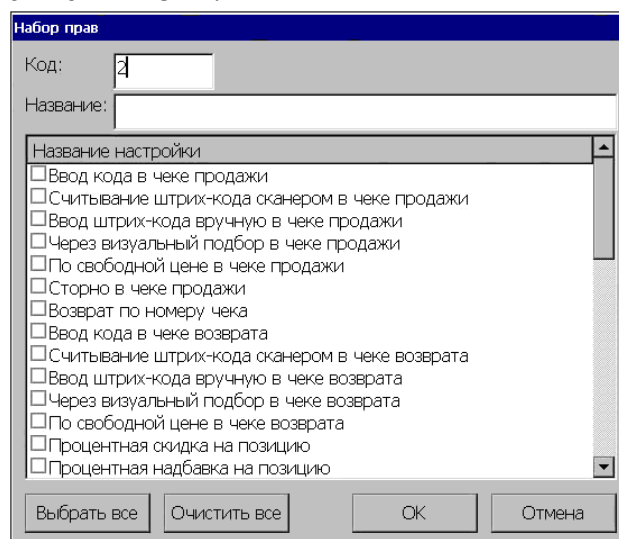 Набор прав
Код: 2
Название:
Название настройки
Ввод кода в чеке продажи
Считывание штрих-кода сканером в чеке продажи
Ввод штрих-кода вручную в чеке продажи
Через визуальный подбор в чеке продажи
По свободной цене в чеке продажи
Сторно в чеке продажи
Возврат по номеру чека
Ввод кода в чеке возврата
Считывание штрих-кода сканером в чеке возврата
Ввод штрих-кода вручную в чеке возврата
Через визуальный подбор в чеке возврата
По свободной цене в чеке возврата
Процентная скидка на позицию
Процентная надбавка на позицию
Выбрать все Очистить все OK Отмена